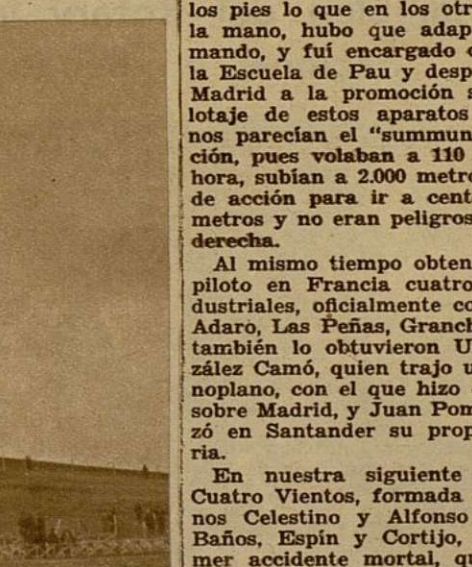 los pies lo que en los otr
la mano, hubo que adap
mando, y fuí encargado
la Escuela de Pau y desp
Madrid a la promoción s
lotaje de estos aparatos
nos parecían el "summun
ción, pues volaban a 110
hora, subían a 2.000 metro
de acción para ir a cent
metros y no eran peligros
derecha.
Al mismo tiempo obten
piloto en Francia cuatro
dustriales, oficialmente co
Adaro, Las Peñas, Granch
también lo obtuvieron U
zález Camó, quien trajo u
noplano, con el que hizo
sobre Madrid, y Juan Pom
zó en Santander su prop
ria.
En nuestra siguiente
Cuatro Vientos, formada
nos Celestino y Alfonso
Baños, Espín y Cortijo,
mer accidente mortal, qu